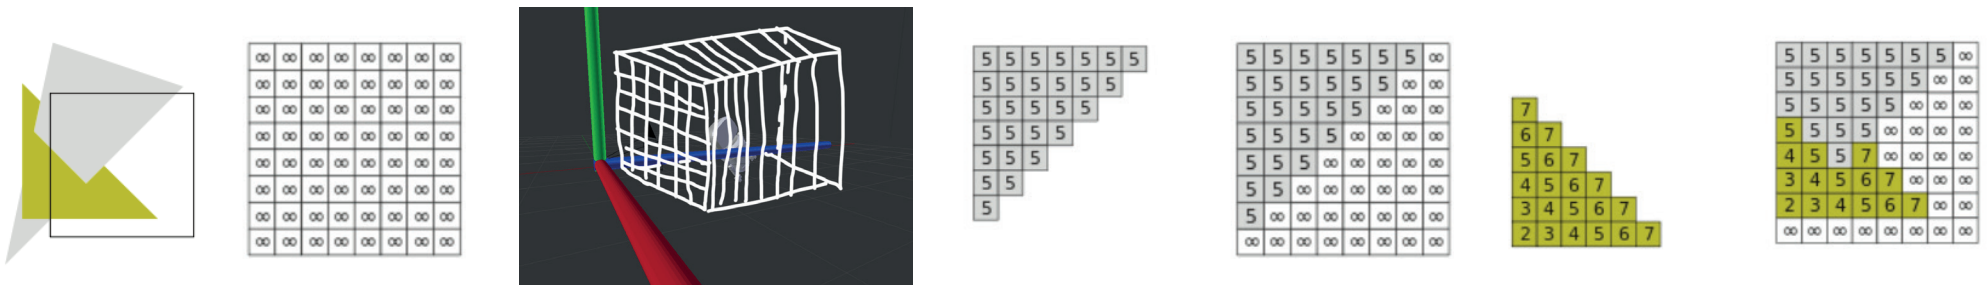 ∞ ∞ ∞ ∞ ∞ ∞ ∞ ∞
∞ ∞ ∞ ∞ ∞ ∞ ∞ ∞
∞ ∞ ∞ ∞ ∞ ∞ ∞ ∞
∞ ∞ ∞ ∞ ∞ ∞ ∞ ∞
∞ ∞ ∞ ∞ ∞ ∞ ∞ ∞
∞ ∞ ∞ ∞ ∞ ∞ ∞ ∞
∞ ∞ ∞ ∞ ∞ ∞ ∞ ∞
∞ ∞ ∞ ∞ ∞ ∞ ∞ ∞
5 5 5 5 5 5 5
5 5 5 5 5 5
5 5 5 5 5
5 5 5 5
5 5 5
5 5
5
5 5 5 5 5 5 5 ∞
5 5 5 5 5 5 ∞ ∞
5 5 5 5 5 ∞ ∞ ∞
5 5 5 5 ∞ ∞ ∞ ∞
5 5 5 ∞ ∞ ∞ ∞ ∞
5 5 ∞ ∞ ∞ ∞ ∞ ∞
5 ∞ ∞ ∞ ∞ ∞ ∞ ∞
∞ ∞ ∞ ∞ ∞ ∞ ∞ ∞
7
6 7
5 6 7
4 5 6 7
3 4 5 6 7
2 3 4 5 6 7
5 5 5 5 5 5 5 ∞
5 5 5 5 5 5 ∞ ∞
5 5 5 5 5 ∞ ∞ ∞
5 5 5 5 ∞ ∞ ∞ ∞
4 5 5 7 ∞ ∞ ∞ ∞
3 4 5 6 7 ∞ ∞ ∞
2 3 4 5 6 7 ∞ ∞
∞ ∞ ∞ ∞ ∞ ∞ ∞ ∞